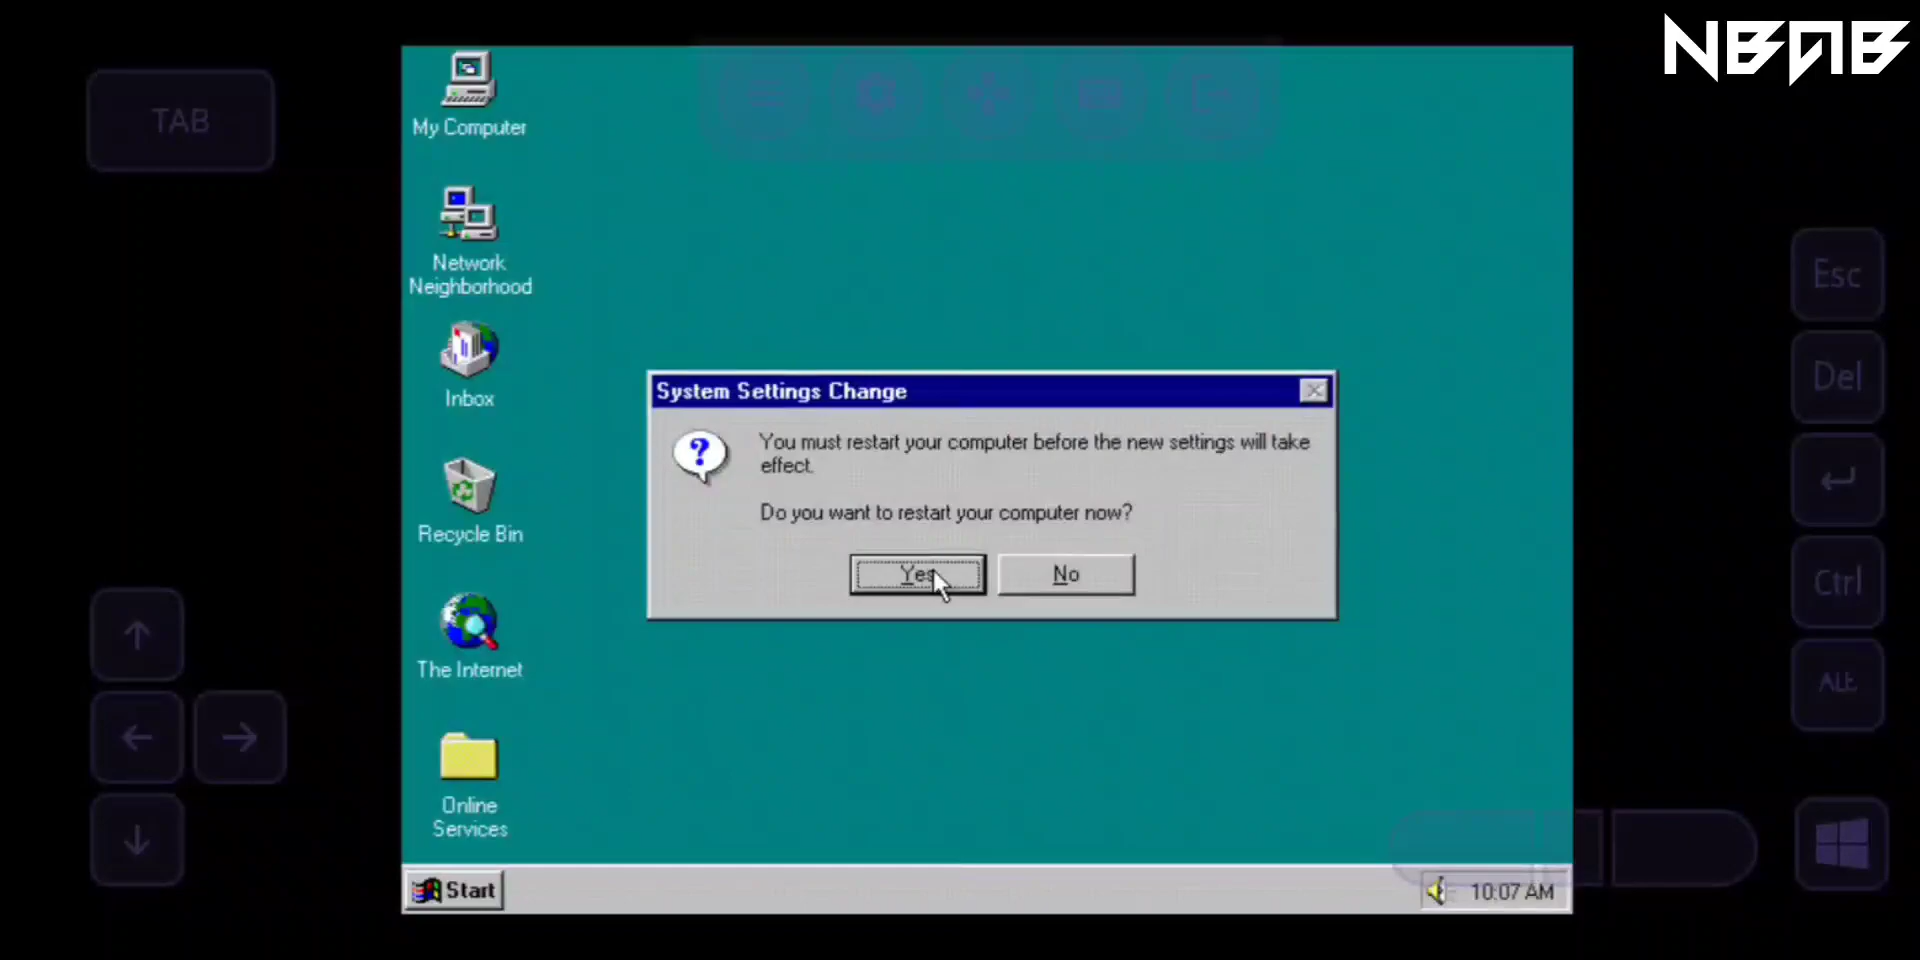 NBAB
TAB
My Computer
Network
Neighborhood
Inbox
Recycle Bin
The Internet
Online
Services
System Settings Change
You must restart your computer before the new settings will take
effect.
Do you want to restart your computer now?
Yes
No
Esc
Del
Ctrl
ALt
Start
10:07 AM